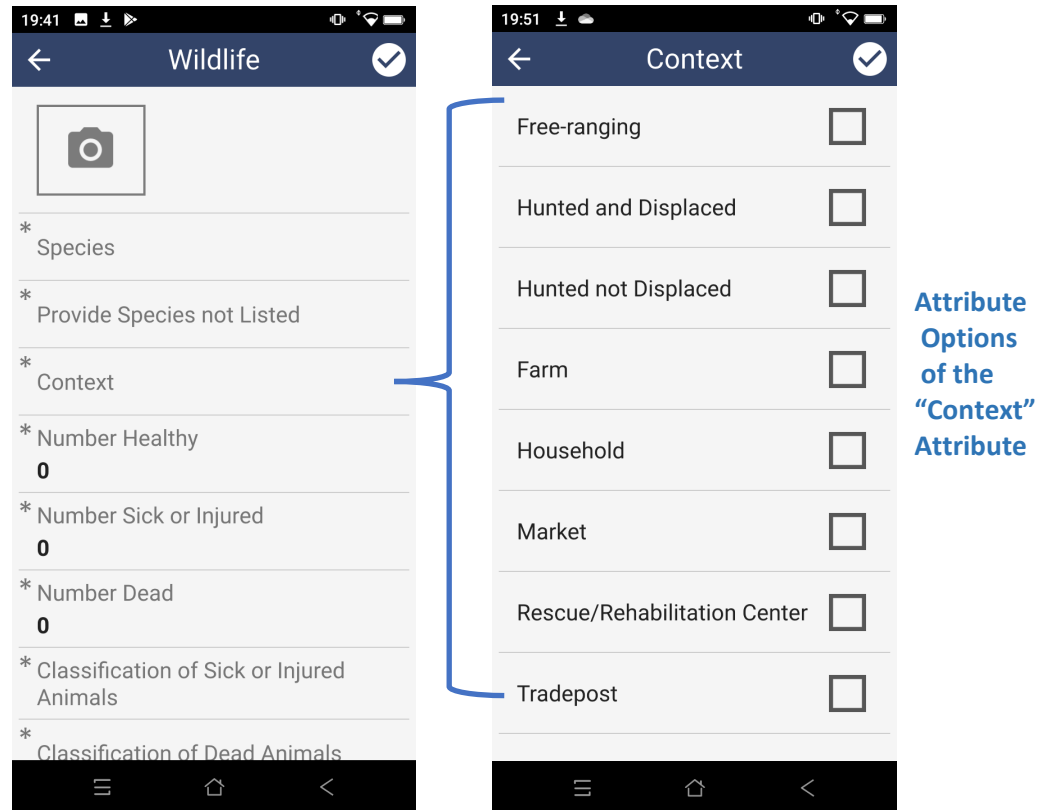 19:41
Wildlife
*
Species
*
Provide Species not Listed
*
Context
* Number Healthy
0
* Number Sick or Injured
0
* Number Dead
0
* Classification of Sick or Injured
Animals
*
Classification of Dead Animals
19:51
Context
Free-ranging
Hunted and Displaced
Hunted not Displaced
Farm
Household
Market
Rescue/Rehabilitation Center
Tradepost
Attribute
Options
of the
“Context”
Attribute